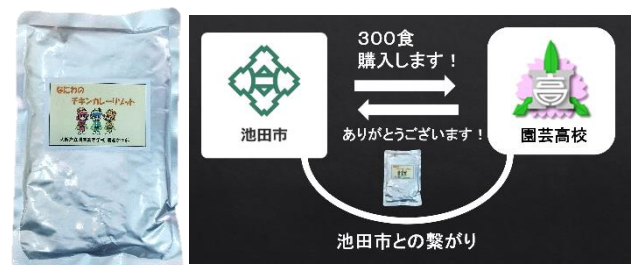 なにわの
チキンカレーリゾット
300食
購入します！
池田市
ありがとうございます！
園芸高校
池田市との繋がり